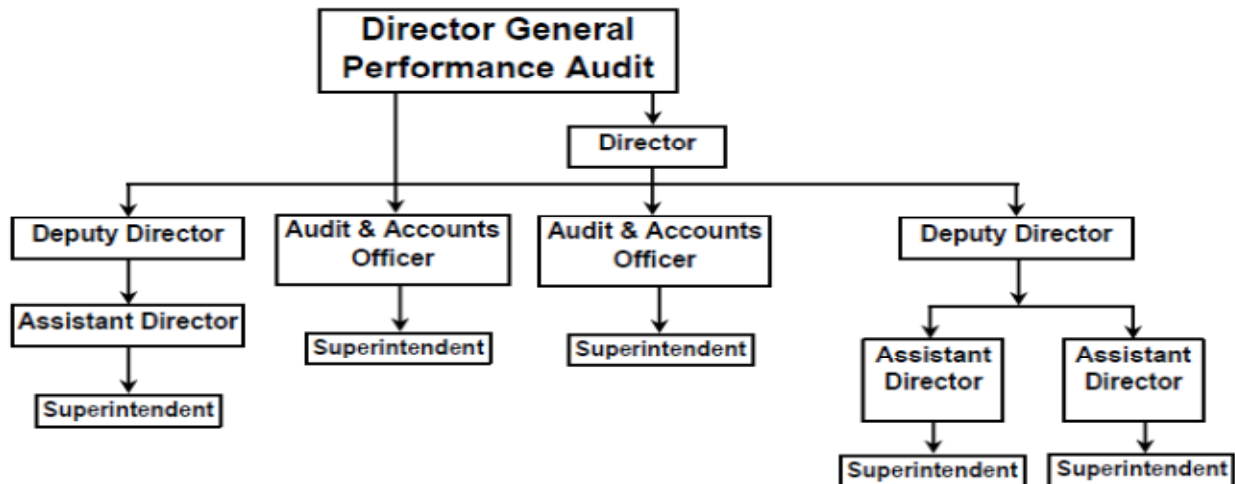 Director General
Performance Audit
Director
Deputy Director
Audit & Accounts
Officer
Audit & Accounts
Officer
Deputy Director
Assistant Director
Superintendent
Superintendent
Assistant
Director
Assistant
Director
Superintendent
Superintendent
Superintendent